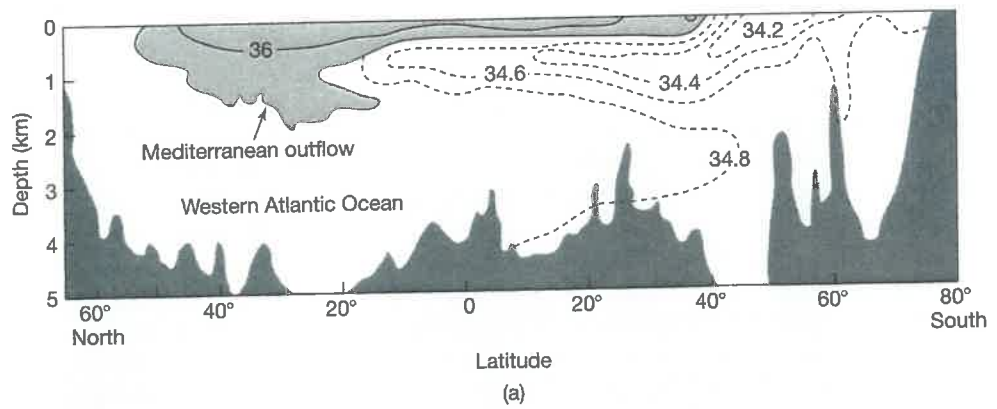 0
36
34.2
34.6
34.4
1
Mediterranean outflow
2
34.8
Depth (km)
3
Western Atlantic Ocean
4
5
60° 40° 20° 0 20° 40° 60° 80°
North South
Latitude
(a)